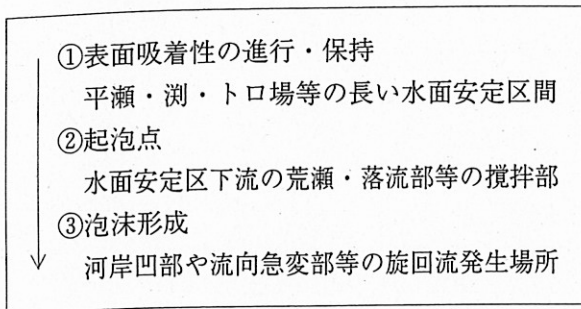 ①表面吸着性の進行・保持
平瀬・渕・トロ場等の長い水面安定区間
②起泡点
水面安定区下流の荒瀬・落流部等の撹拌部
③泡沫形成
河岸凹部や流向急変部等の旋回流発生場所